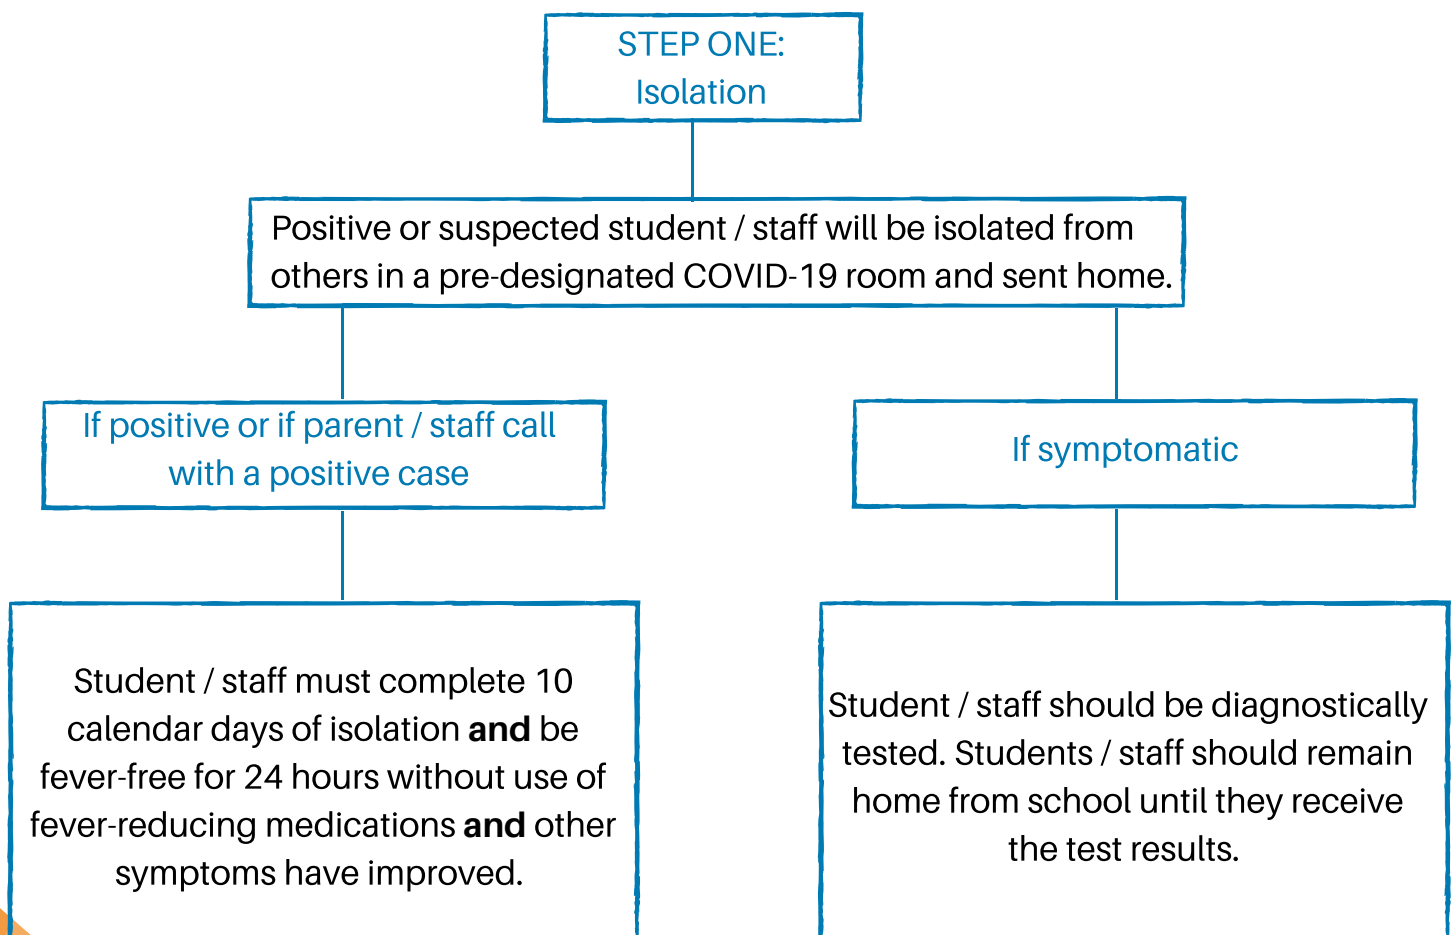 STEP ONE:
Isolation
Positive or suspected student / staff will be isolated from
others in a pre-designated COVID-19 room and sent home.
If positive or if parent / staff call
with a positive case
Student / staff must complete 10
calendar days of isolation and be
fever-free for 24 hours without use of
fever-reducing medications and other
symptoms have improved.
If symptomatic
Student / staff should be diagnostically
tested. Students / staff should remain
home from school until they receive
the test results.